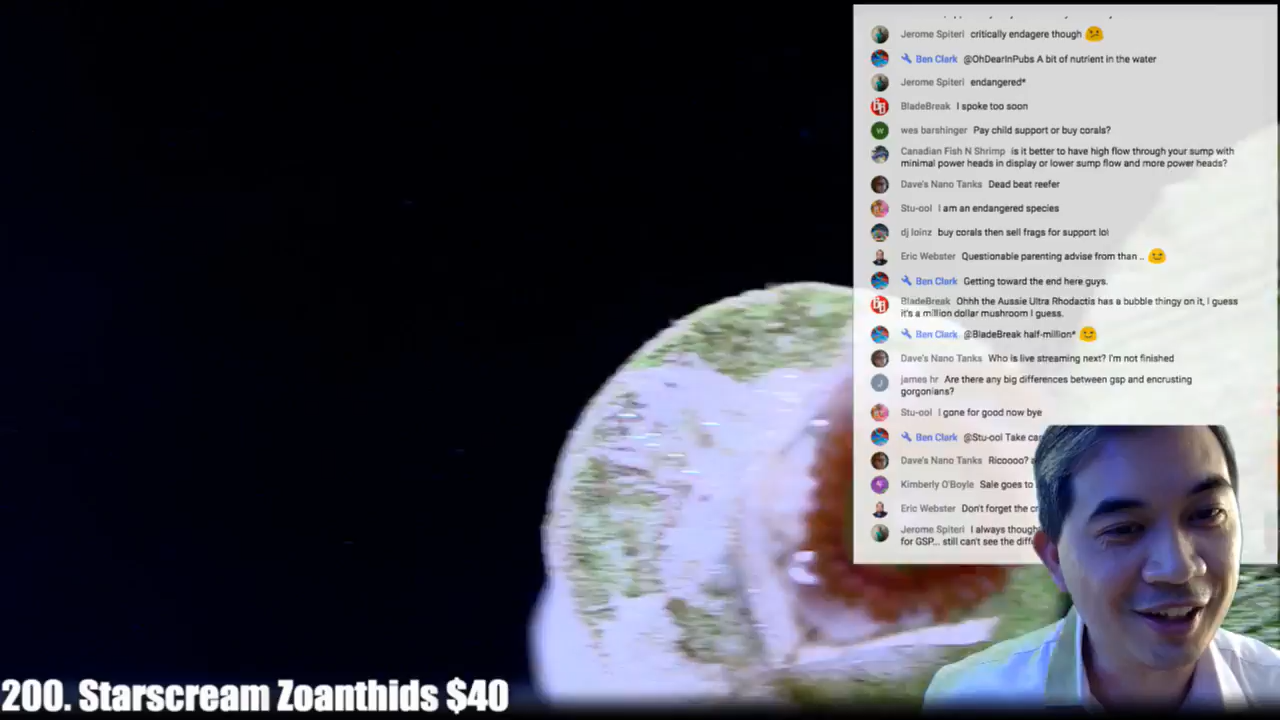 Jerome Spiteri critically endagere though
Ben Clark @OhDearInPubs A bit of nutrient in the water
Jerome Spiteri endangered*
BladeBreak I spoke too soon
W wes barshinger Pay child support or buy corals?
Canadian Fish N Shrimp is it better to have high flow through your sump with
minimal power heads in display or lower sump flow and more power heads?
Dave's Nano Tanks Dead beat reefer
Stu-ool I am an endangered species
dj loinz buy corals then sell frags for support lol
Eric Webster Questionable parenting advise from than ..
Ben Clark Getting toward the end here guys.
BladeBreak Ohhh the Aussie Ultra Rhodactis has a bubble thingy on it, I guess
it's a million dollar mushroom I guess.
Ben Clark @BladeBreak half-million*
Dave's Nano Tanks Who is live streaming next? I'm not finished
J james hr Are there any big differences between gsp and encrusting
gorgonians?
Stu-ool I gone for good now bye
Ben Clark @Stu-ool Take
Dave's Nano Tanks Ricoooo?
Kimberly O'Boyle Sale goes to
Eric Webster Don't forget the
Jerome Spiteri I always
for GSP... still can't see the
200. Starscream Zoanthids $40